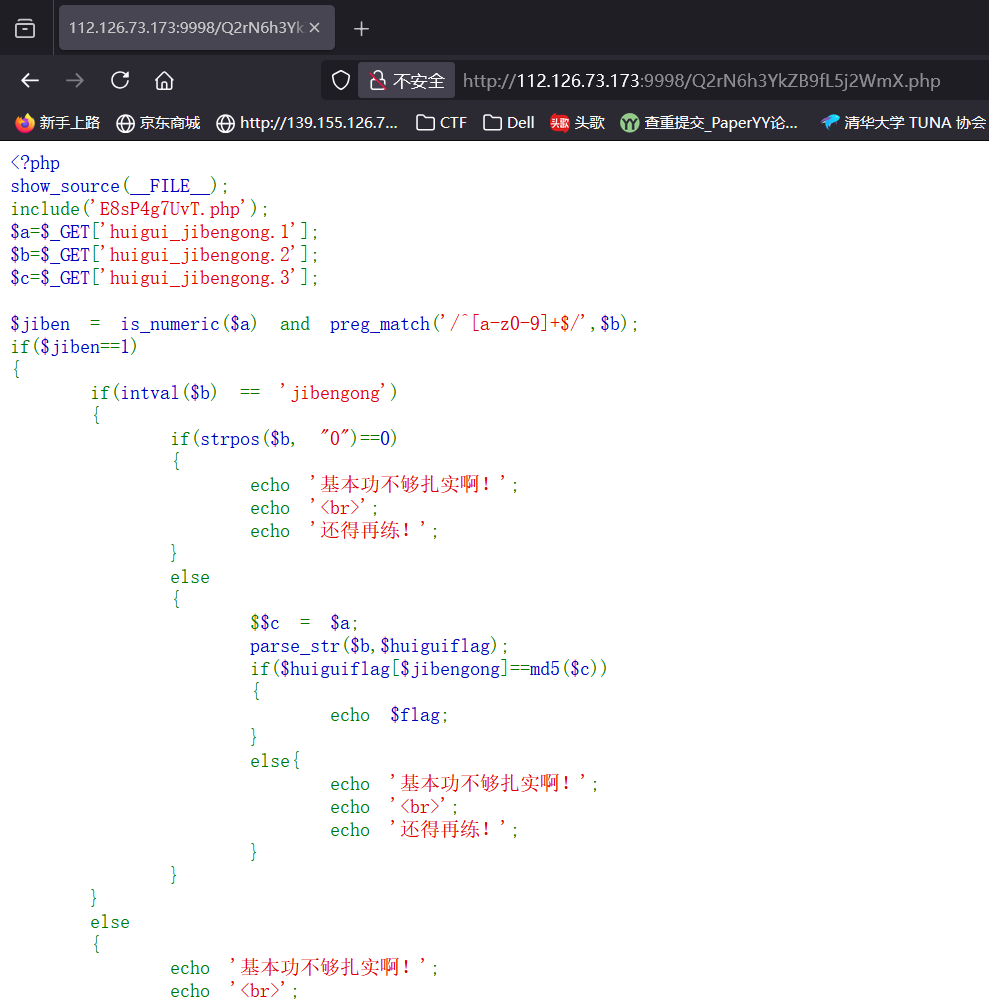 112.126.73.173:9998/Q2rN6h3Yk
不安全 http://112.126.73.173:9998/Q2rN6h3YkZB9fL5j2WmX.php
新手上路 京东商城 http://139.155.126.7... CTF Dell 头歌 头歌 查重提交_PaperYY论... 清华大学 TUNA 协会
<?php
show_source(__FILE__);
include('E8sP4g7UvT.php');
$a=$_GET['huigui_jibengong.1'];
$b=$_GET['huigui_jibengong.2'];
$c=$_GET['huigui_jibengong.3'];
$jiben = is_numeric($a) and preg_match('/^[a-z0-9]+$/',$b);
if($jiben==1)
{
if(intval($b) == 'jibengong')
{
if(strpos($b, "0")==0)
{
echo '基本功不够扎实啊！';
echo '<br>';
echo '还得再练！';
}
else
{
$$c = $a;
parse_str($b,$huiguiflag);
if($huiguiflag[$jibengong]==md5($c))
{
echo $flag;
}
else{
echo '基本功不够扎实啊！';
echo '<br>';
echo '还得再练！';
}
}
}
else
{
echo '基本功不够扎实啊！';
echo '<br>';